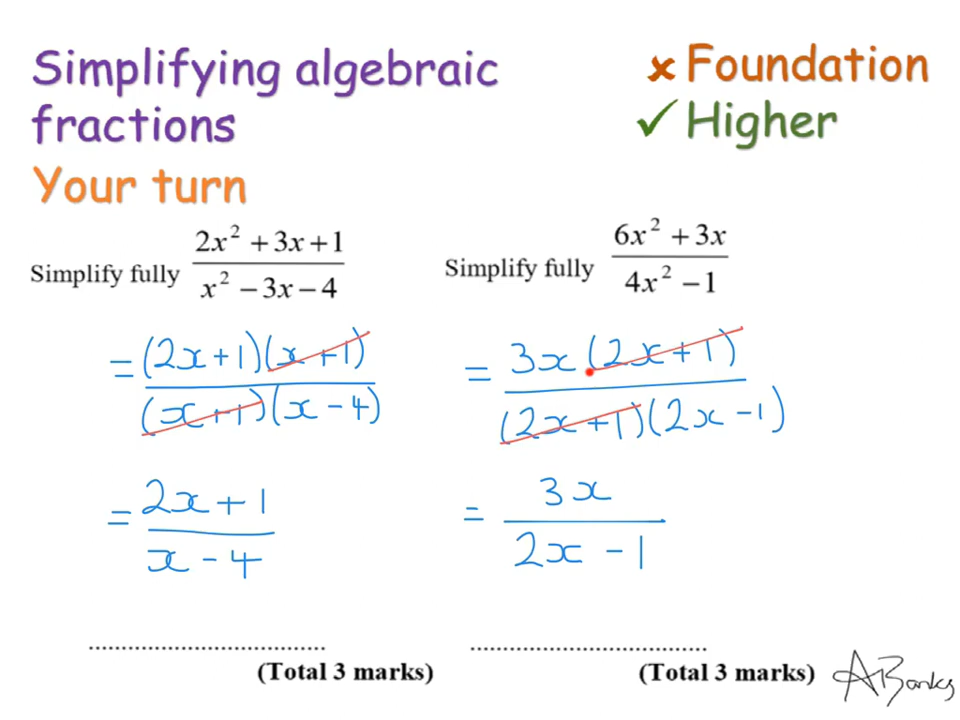 Simplifying algebraic
fractions
✗ Foundation
✓ Higher
Your turn
Simplify fully (2x² + 3x + 1)/(x² − 3x − 4)
= (2x+1)(x+1)/(x+1)(x−4)
= 2x+1/x−4
(Total 3 marks)
Simplify fully (6x² + 3x)/(4x² − 1)
= 3x(2x+1)/(2x+1)(2x−1)
= 3x/2x−1
(Total 3 marks)
ABanks